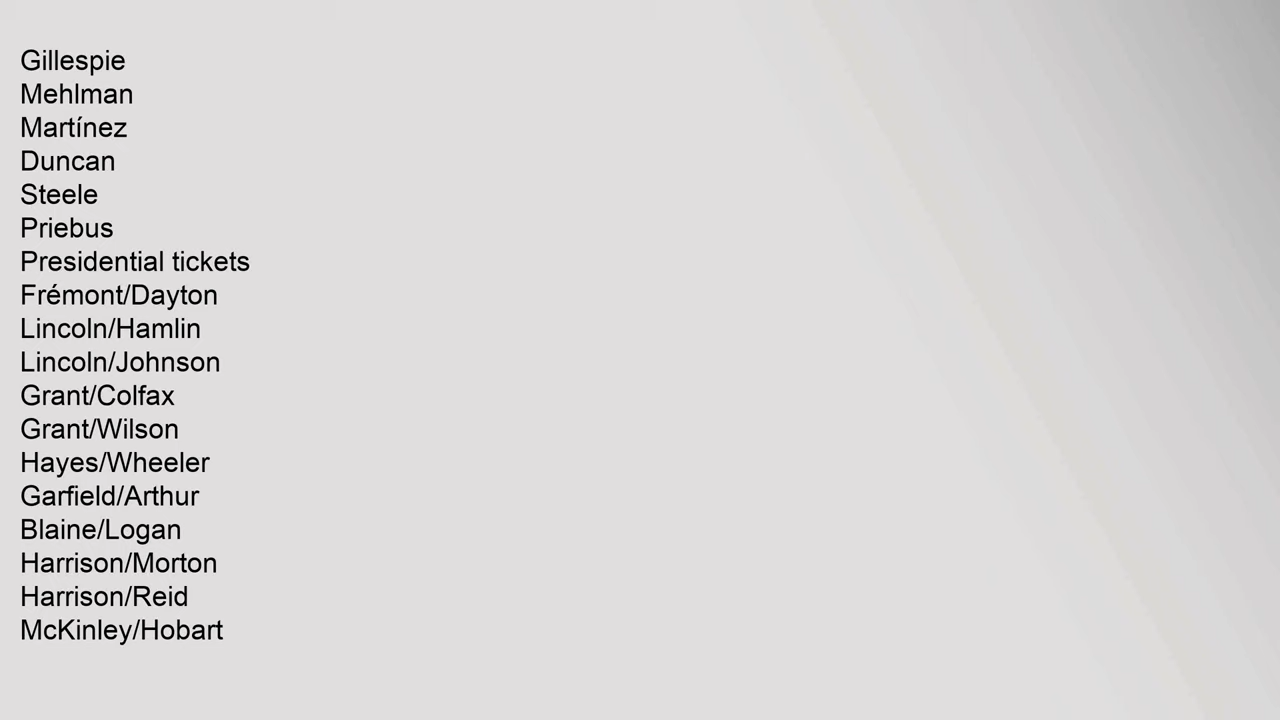 Gillespie
Mehlman
Martínez
Duncan
Steele
Priebus
Presidential tickets
Frémont/Dayton
Lincoln/Hamlin
Lincoln/Johnson
Grant/Colfax
Grant/Wilson
Hayes/Wheeler
Garfield/Arthur
Blaine/Logan
Harrison/Morton
Harrison/Reid
McKinley/Hobart